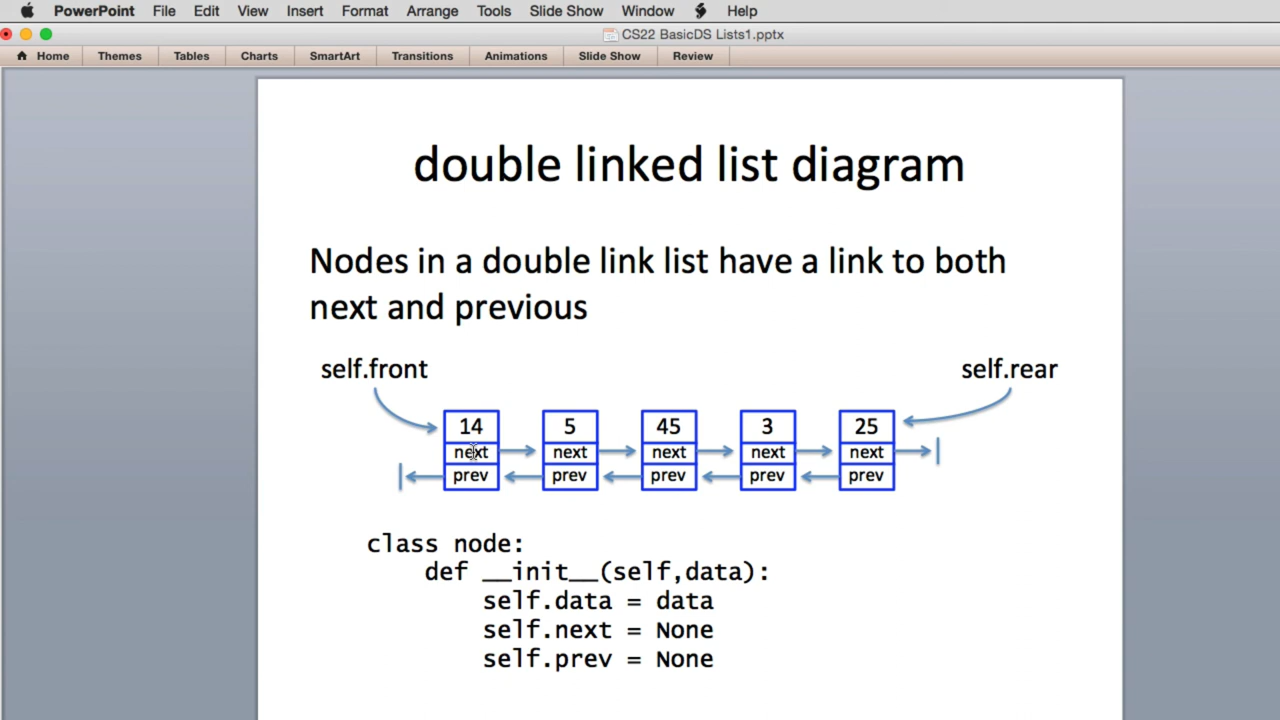 PowerPoint File Edit View Insert Format Arrange Tools Slide Show Window Help
CS22 BasicDS Lists1.pptx
Home Themes Tables Charts SmartArt Transitions Animations Slide Show Review
double linked list diagram
Nodes in a double link list have a link to both
next and previous
self.front self.rear
14 5 45 3 25
next next next next next
prev prev prev prev prev
class node:
def __init__(self,data):
self.data = data
self.next = None
self.prev = None